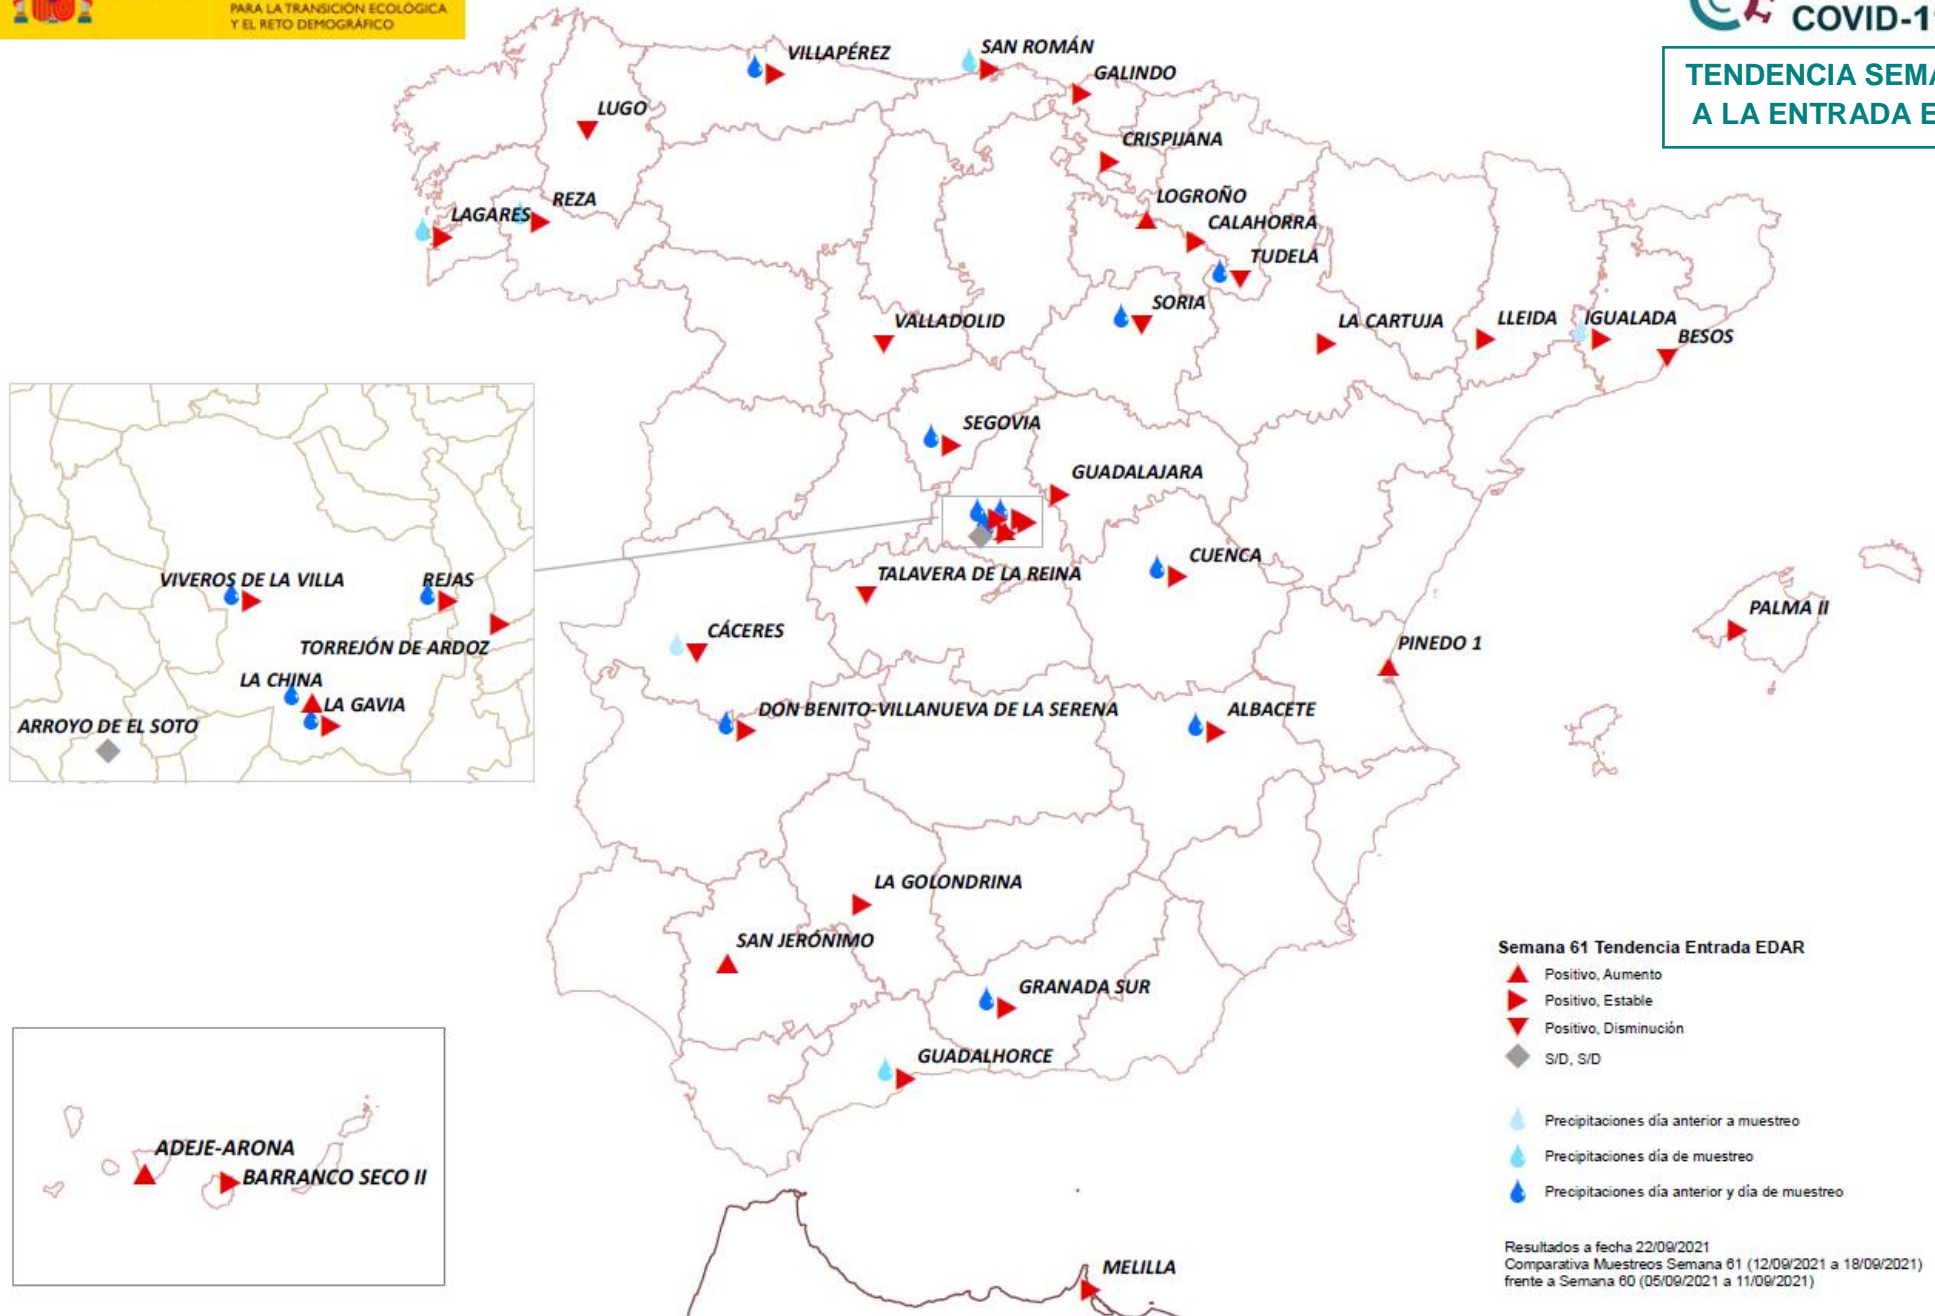 PARA LA TRANSICIÓN ECOLÓGICA
Y EL RETO DEMOGRÁFICO
COVID-1
TENDENCIA SEMA
A LA ENTRADA E
VILLAPÉREZ
SAN ROMÁN
GALINDO
LUGO
CRISPIJANA
LOGROÑO
REZA
LAGARES
CALAHORRA
TUDELA
SORIA
VALLADOLID
LA CARTUJA
LLEIDA
IGUALADA
BESOS
SEGOVIA
GUADALAJARA
CUENCA
TALAVERA DE LA REINA
VIVEROS DE LA VILLA
REJAS
TORREJÓN DE ARDOZ
LA CHINA
LA GAVIA
ARROYO DE EL SOTO
PALMA II
CÁCERES
PINEDO 1
DON BENITO-VILLANUEVA DE LA SERENA
ALBACETE
LA GOLONDRINA
SAN JERÓNIMO
GRANADA SUR
GUADALHORCE
ADEJE-ARONA
BARRANCO SECO II
MELILLA
Semana 61 Tendencia Entrada EDAR
Positivo, Aumento
Positivo, Estable
Positivo, Disminución
S/D, S/D
Precipitaciones día anterior a muestreo
Precipitaciones día de muestreo
Precipitaciones día anterior y día de muestreo
Resultados a fecha 22/09/2021
Comparativa Muestreos Semana 61 (12/09/2021 a 18/09/2021)
frente a Semana 60 (05/09/2021 a 11/09/2021)